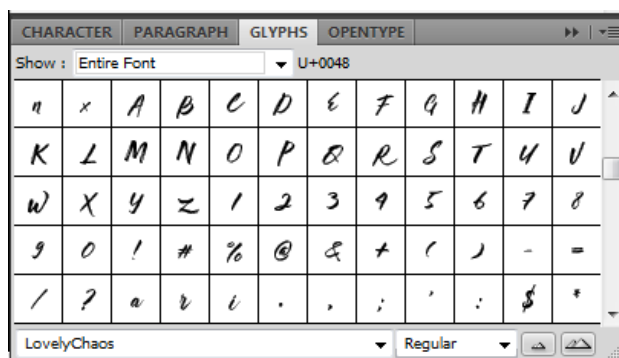 CHARACTER PARAGRAPH GLYPHS OPENTYPE
Show : Entire Font U+0048
n x A B C D E F G H I J
K L M N O P Q R S T U V
W X Y Z 1 2 3 4 5 6 7 8
9 0 ! # % @ & + ( ) - =
/ ? a r i . , ; ' : $ *
LovelyChaos Regular